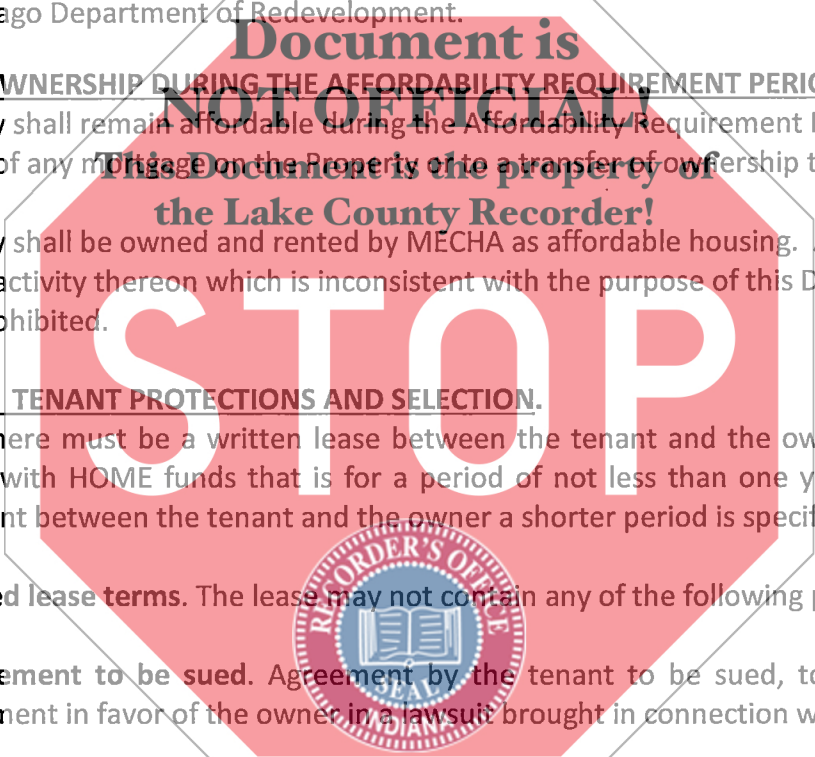 ago Department of Redevelopment.
Document is
WNERSHIP DURING THE AFFORDABILITY REQUIREMENT PERIO
NOT OFFICIAL!
y shall remain affordable during the Affordability Requirement
of any mortgage on the Property or to a transfer of ownership t
This Document is the property of
the Lake County Recorder!
y shall be owned and rented by MECHA as affordable housing.
activity thereon which is inconsistent with the purpose of this D
ohibited.
STOP
TENANT PROTECTIONS AND SELECTION.
here must be a written lease between the tenant and the ow
with HOME funds that is for a period of not less than one y
nt between the tenant and the owner a shorter period is specif
ed lease terms. The lease may not contain any of the following p
ement to be sued. Agreement by the tenant to be sued, to
ment in favor of the owner in a lawsuit brought in connection w
RECORDER'S OFFICE
SEAL
INDIANA